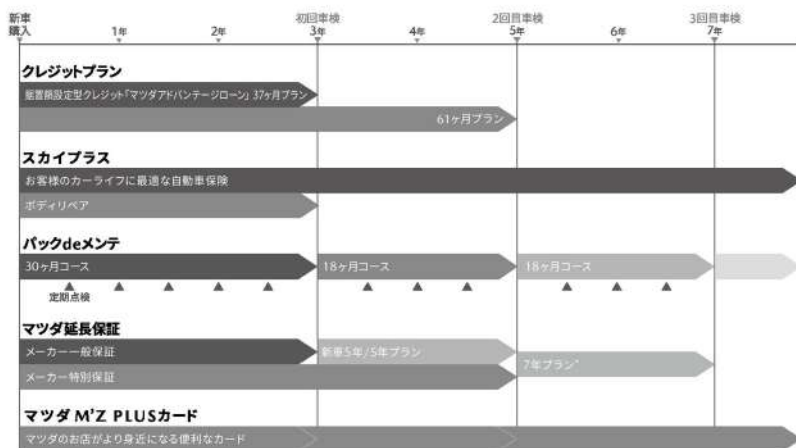 新車
購入
1年
2年
初回車検
3年
4年
2回目車検
5年
6年
3回目車検
7年
クレジットプラン
据置額設定型クレジット「マツダアドバンテージローン」37ヶ月プラン
61ヶ月プラン
スカイプラス
お客様のカーライフに最適な自動車保険
ボディリペア
パックdeメンテ
30ヶ月コース
18ヶ月コース
18ヶ月コース
定期点検
マツダ延長保証
メーカー一般保証
新車5年/5年プラン
7年プラン*
メーカー特別保証
マツダ M'Z PLUSカード
マツダのお店がより身近になる便利なカード